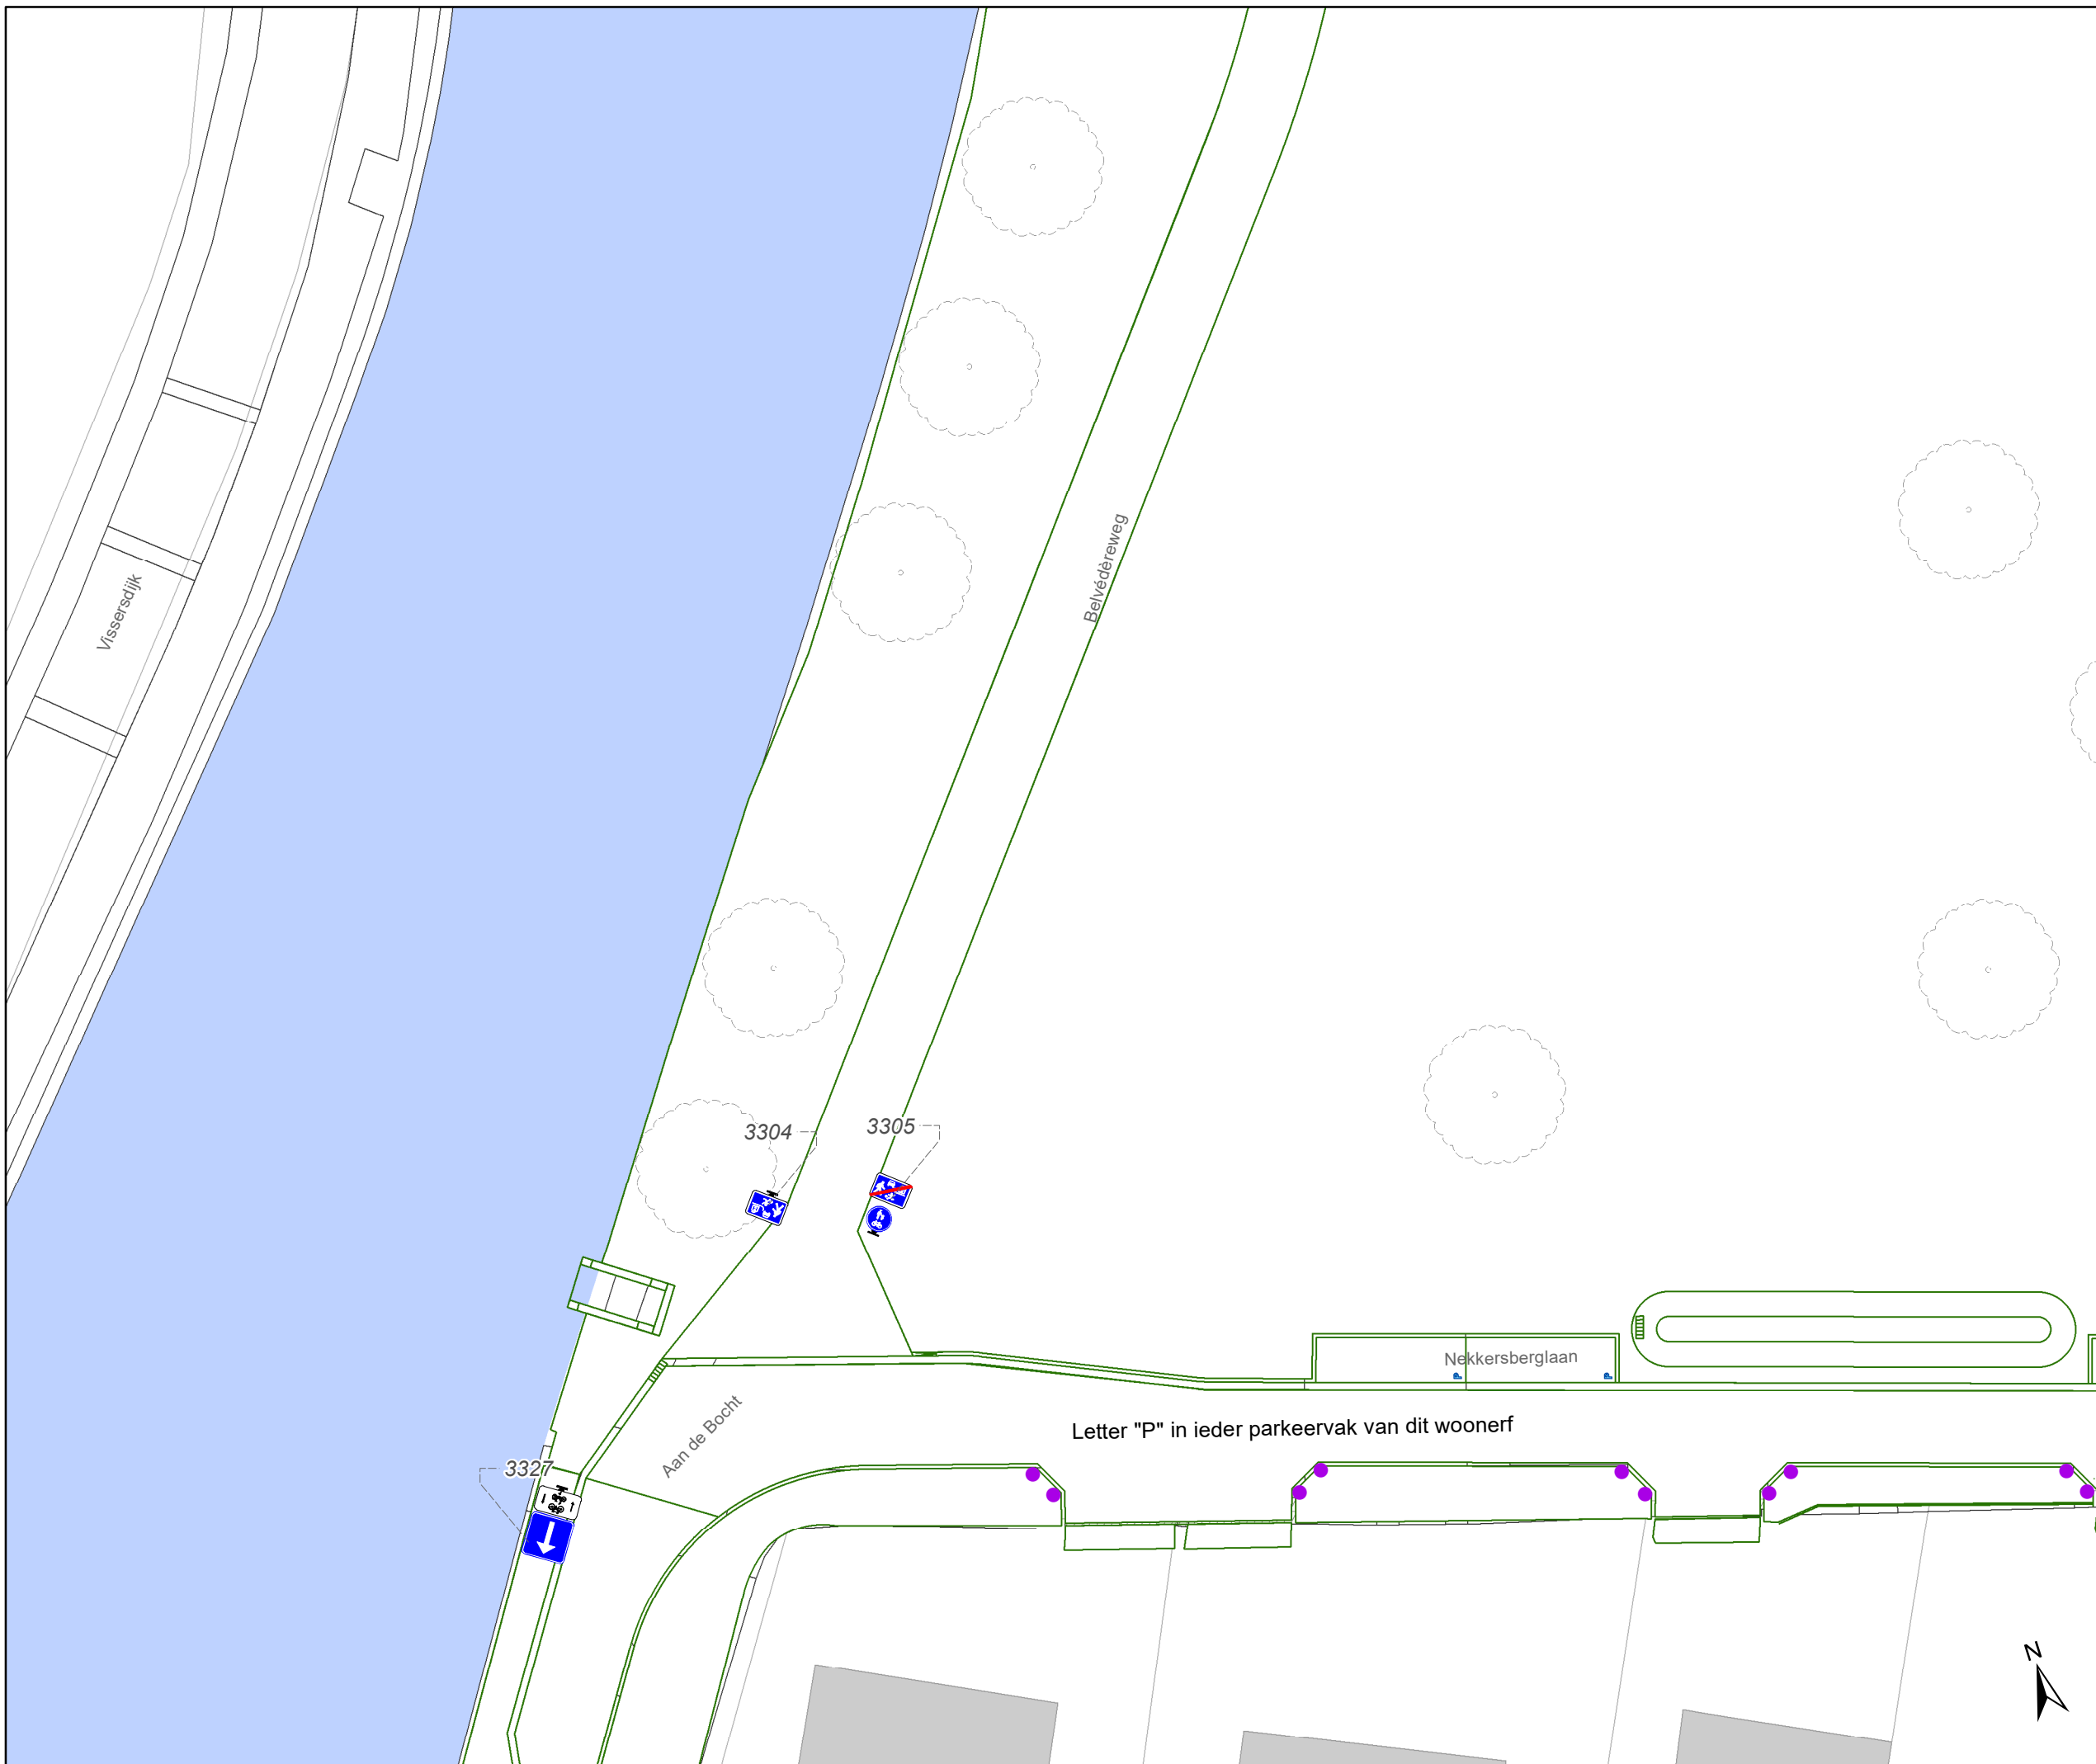 Vissersdijk
Belvédèreweg
3304
3305
Nekkersberglaan
Aan de Bocht
Letter "P" in ieder parkeervak van dit woonerf
3327
N